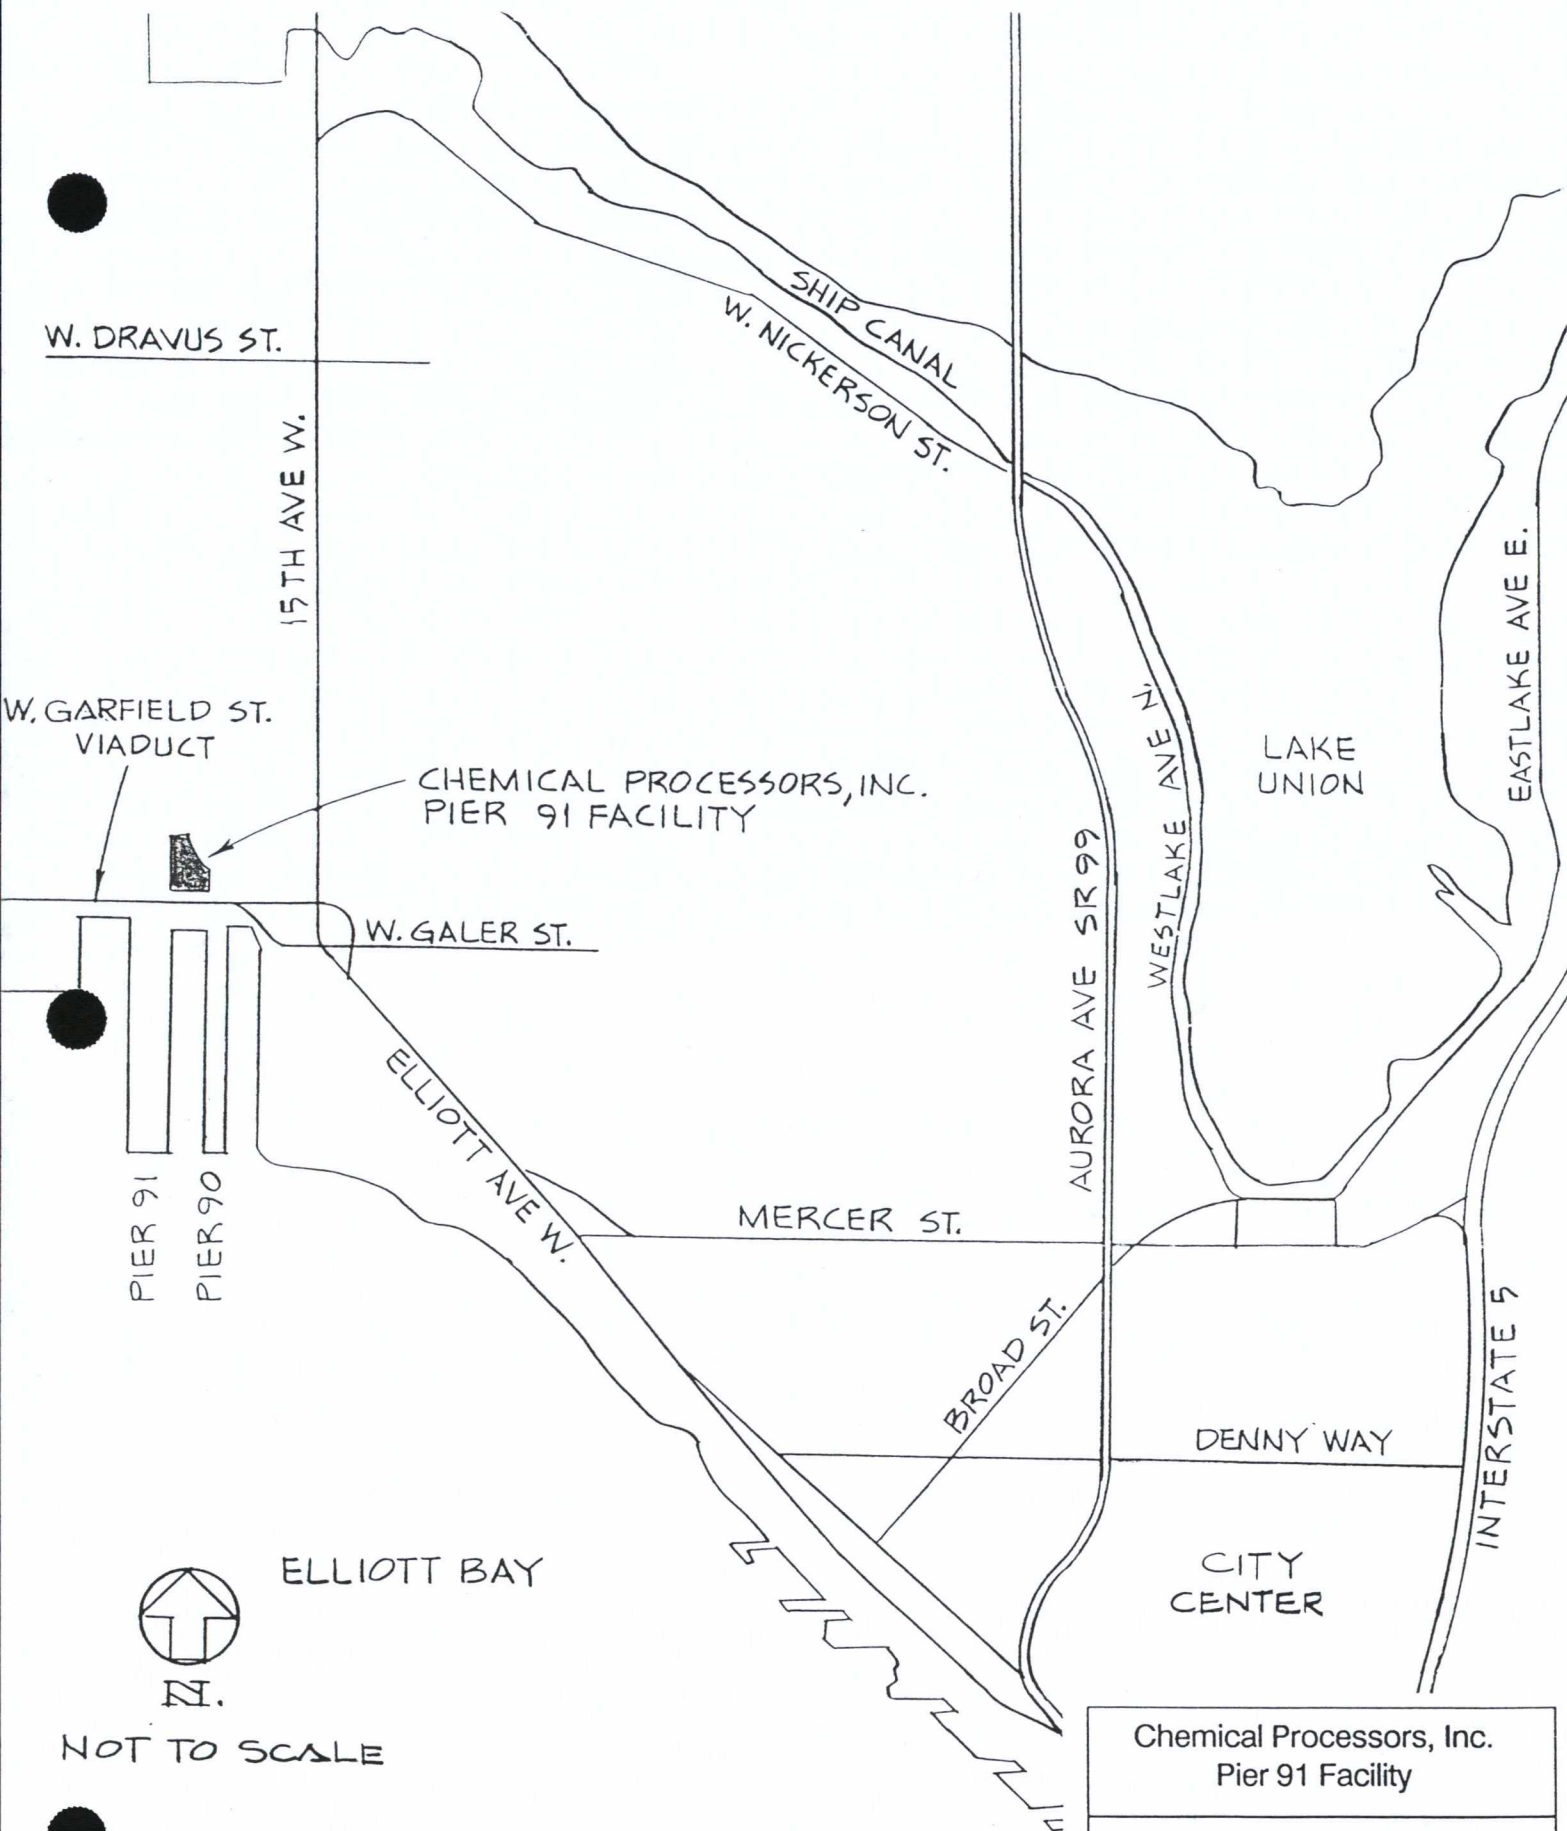 SHIP CANAL
W. NICKERSON ST.
W. DRAVUS ST.
15TH AVE W.
EASTLAKE AVE E.
W. GARFIELD ST.
VIADUCT
WESTLAKE AVE N.
LAKE
UNION
CHEMICAL PROCESSORS, INC.
PIER 91 FACILITY
AURORA AVE SR 99
W. GALER ST.
ELLIOTT AVE W.
PIER 91
PIER 90
MERCER ST.
BROAD ST.
INTERSTATE 5
DENNY WAY
ELLIOTT BAY
CITY
CENTER
N.
NOT TO SCALE
Chemical Processors, Inc.
Pier 91 Facility